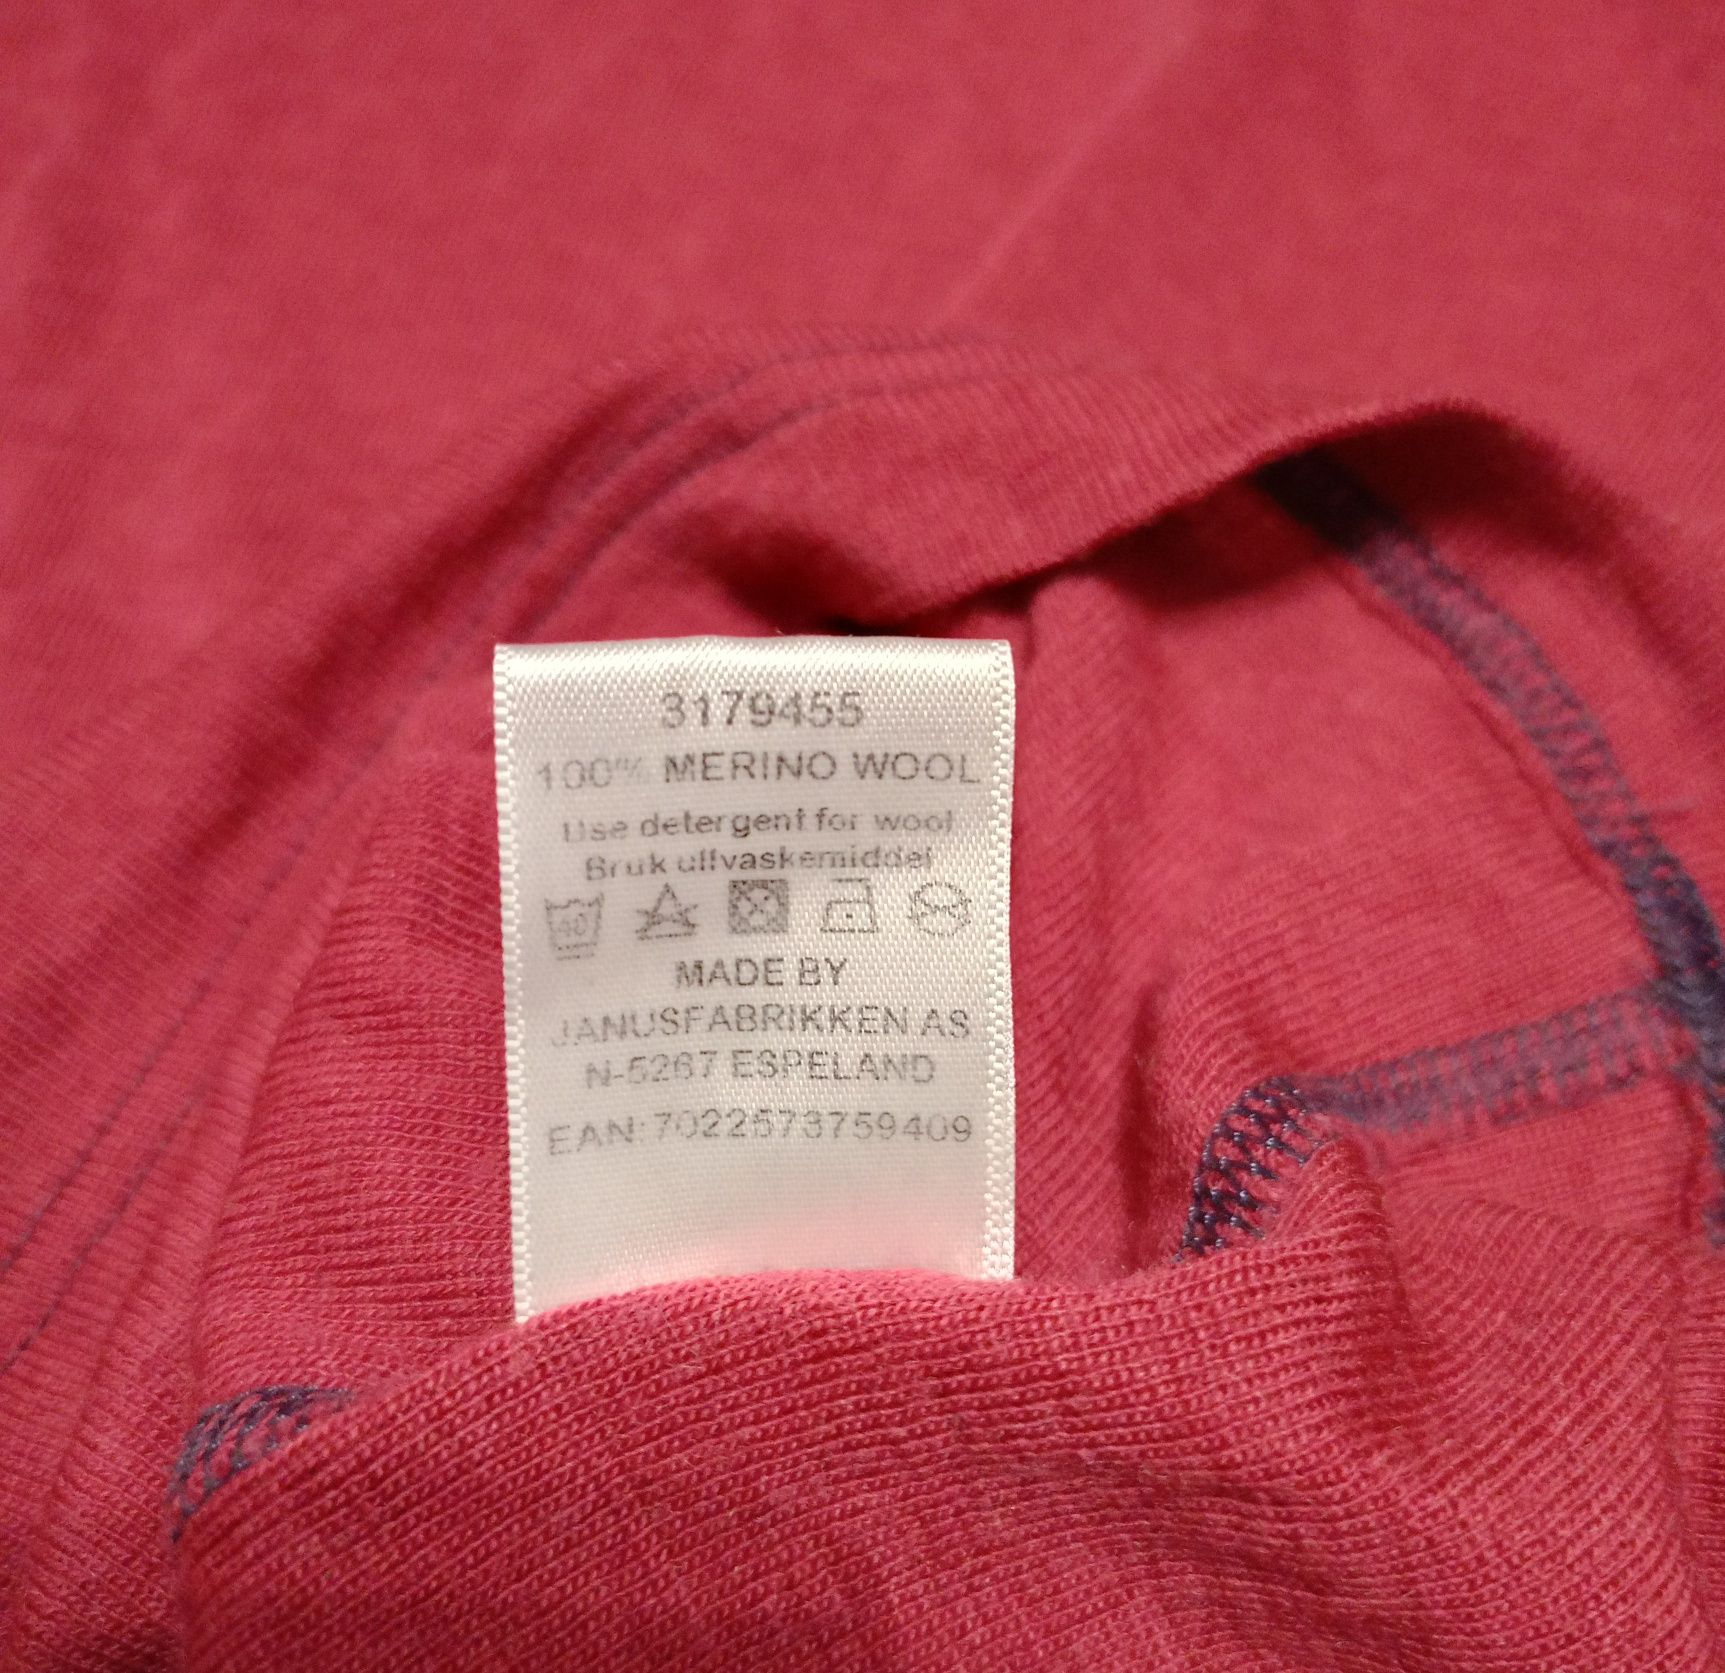 3179455
100% MERINO WOOL
Use detergent for wool
Bruk ullvaskemiddel
40
MADE BY
JANUSFABRIKKEN AS
N-5267 ESPELAND
EAN: 7022573759409